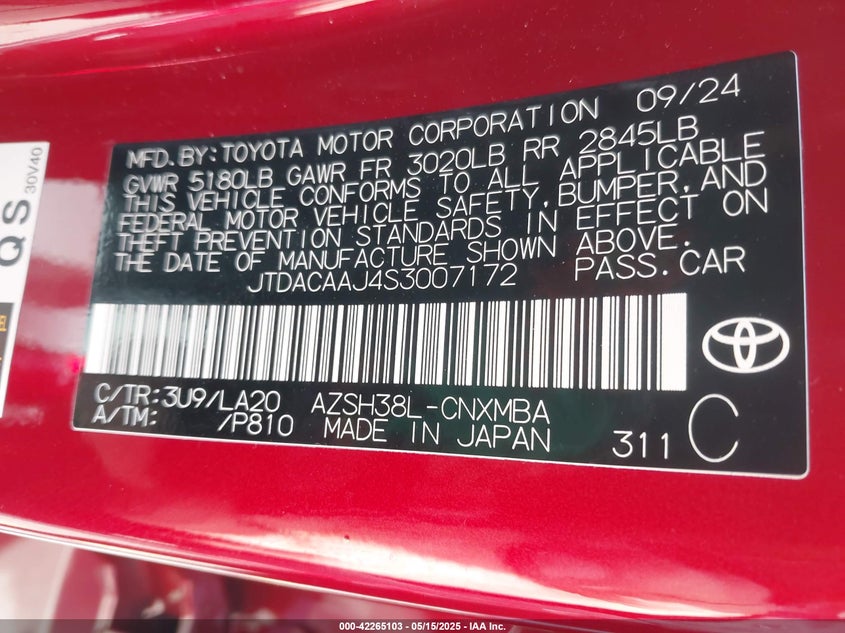 MFD. BY: TOYOTA MOTOR CORPORATION 09/24
GVWR 5180LB GAWR FR 3020LB RR 2845LB
THIS VEHICLE CONFORMS TO ALL APPLICABLE
FEDERAL MOTOR VEHICLE SAFETY, BUMPER, AND
THEFT PREVENTION STANDARDS IN EFFECT ON
THE DATE OF MANUFACTURE SHOWN ABOVE.
JTDACAAJ4S3007172 PASS. CAR
C/TR: 3U9/LA20 AZSH38L-CNXMBA
A/TM: /P810 MADE IN JAPAN 311 C
QS
30V40
000-42265103 - 05/15/2025 - IAA Inc.